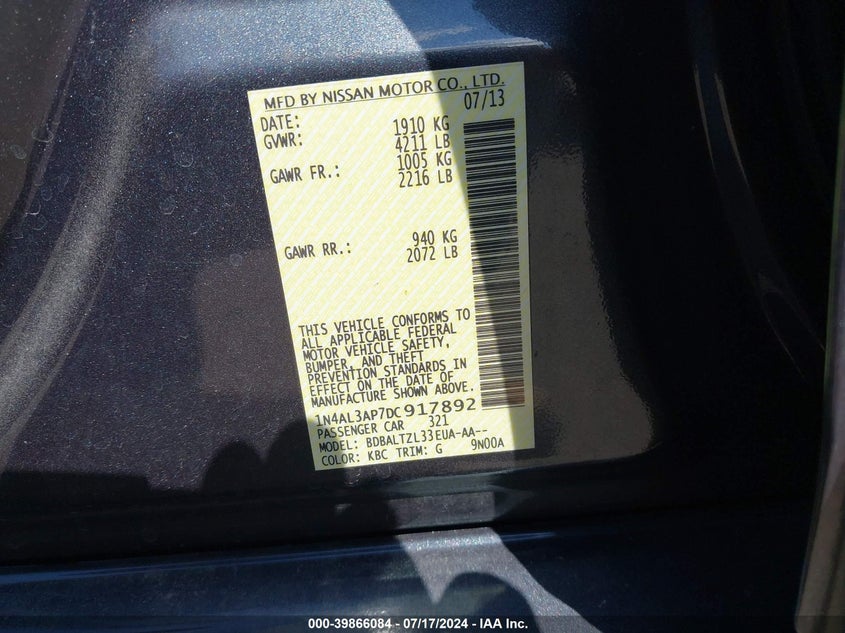 MFD BY NISSAN MOTOR CO., LTD.
DATE: 07/13
GVWR: 1910 KG
4211 LB
GAWR FR.: 1005 KG
2216 LB
GAWR RR.: 940 KG
2072 LB
THIS VEHICLE CONFORMS TO
ALL APPLICABLE FEDERAL
MOTOR VEHICLE SAFETY,
BUMPER, AND THEFT
PREVENTION STANDARDS IN
EFFECT ON THE DATE OF
MANUFACTURE SHOWN ABOVE.
1N4AL3AP7DC917892
PASSENGER CAR 321
MODEL: BDBALTZL33EUA-AA--
COLOR: KBC TRIM: G 9N00A
000-39866084 - 07/17/2024 - IAA Inc.